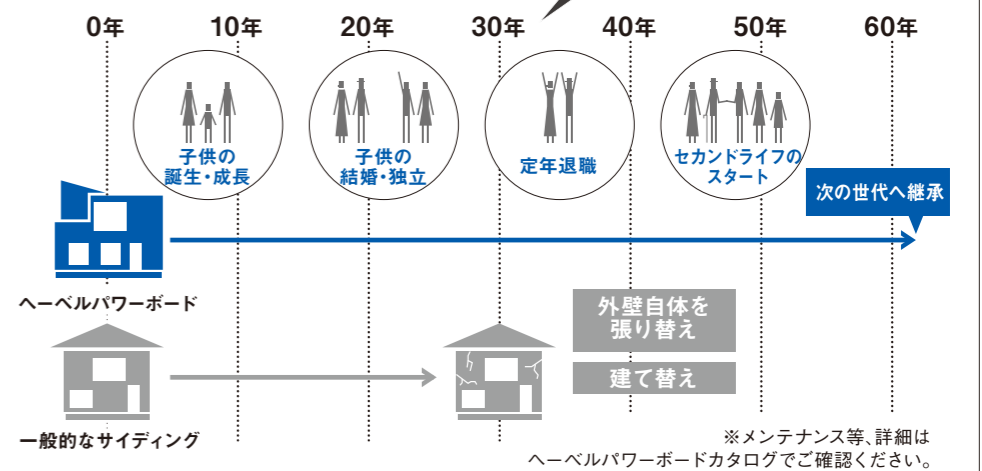 0年 10年 20年 30年 40年 50年 60年
子供の
誕生・成長
子供の
結婚・独立
定年退職
セカンドライフの
スタート
次の世代へ継承
ヘーベルパワーボード
外壁自体を
張り替え
建て替え
一般的なサイディング
※メンテナンス等、詳細は
ヘーベルパワーボードカタログでご確認ください。